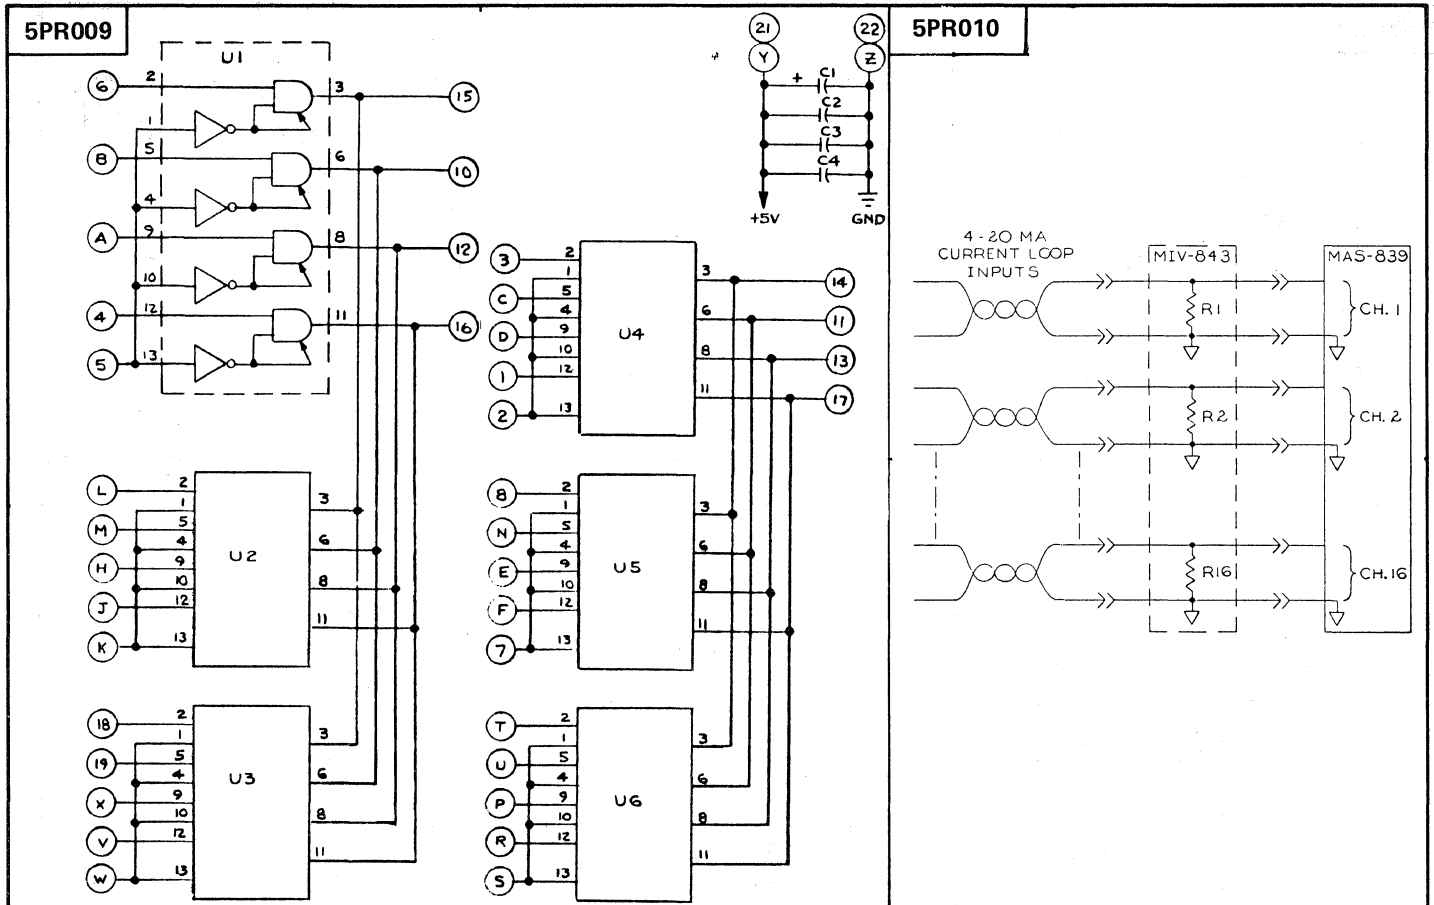 5PR009
U1
6 2 3 15
1
B 5 6 10
4
A 9 8 12
10
4 12 11 16
5 13
L 2
1 3
M 5
4 U2 6
H 9
10 8
J 12
11
K 13
18 2
1 3
19 5
4 U3 6
X 9
10 8
V 12
11
W 13
21 22
Y Z
+ C1
C2
C3
C4
+5V GND
3 2
1 3 14
C 5
4 U4 6 11
D 9
10 8 13
1 12
11 17
2 13
8 2
1 3
N 5
4 U5 6
E 9
10 8
F 12
11
7 13
T 2
1 3
U 5
4 U6 6
P 9
10 8
R 12
11
S 13
5PR010
4-20 MA
CURRENT LOOP
INPUTS
MIV-843
MAS-839
R1 CH. 1
R2 CH. 2
R16 CH. 16